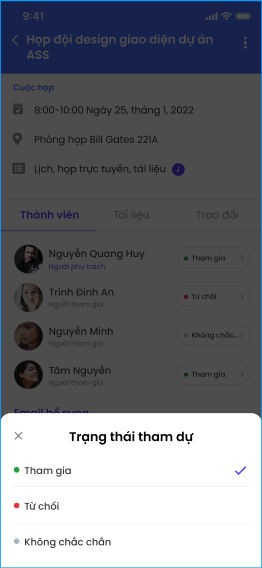 9:41
Họp đội design giao diện dự án
ASS
Cuộc họp
8:00-10:00 Ngày 25, tháng 1, 2022
Phòng họp Bill Gates 221A
Lịch, họp trực tuyến, tài liệu
Thành viên Tài liệu Trao đổi
Nguyễn Quang Huy
Người phụ trách
Tham gia
Trịnh Đình An
Người tham gia
Từ chối
Nguyễn Minh
Người tham gia
Không chắc...
Tâm Nguyễn
Người tham gia
Tham gia
Email bổ sung
Trạng thái tham dự
Tham gia
Từ chối
Không chắc chắn